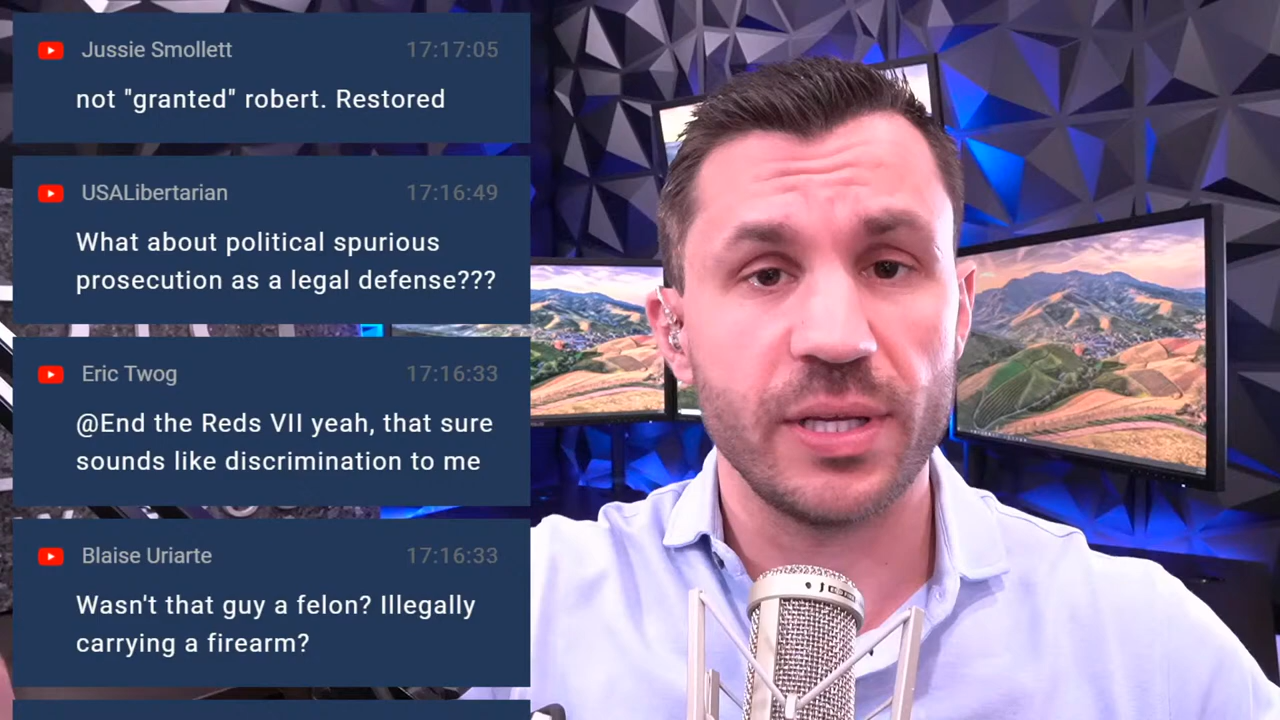 Jussie Smollett 17:17:05
not "granted" robert. Restored
USALibertarian 17:16:49
What about political spurious
prosecution as a legal defense???
Eric Twog 17:16:33
@End the Reds VII yeah, that sure
sounds like discrimination to me
Blaise Uriarte 17:16:33
Wasn't that guy a felon? Illegally
carrying a firearm?